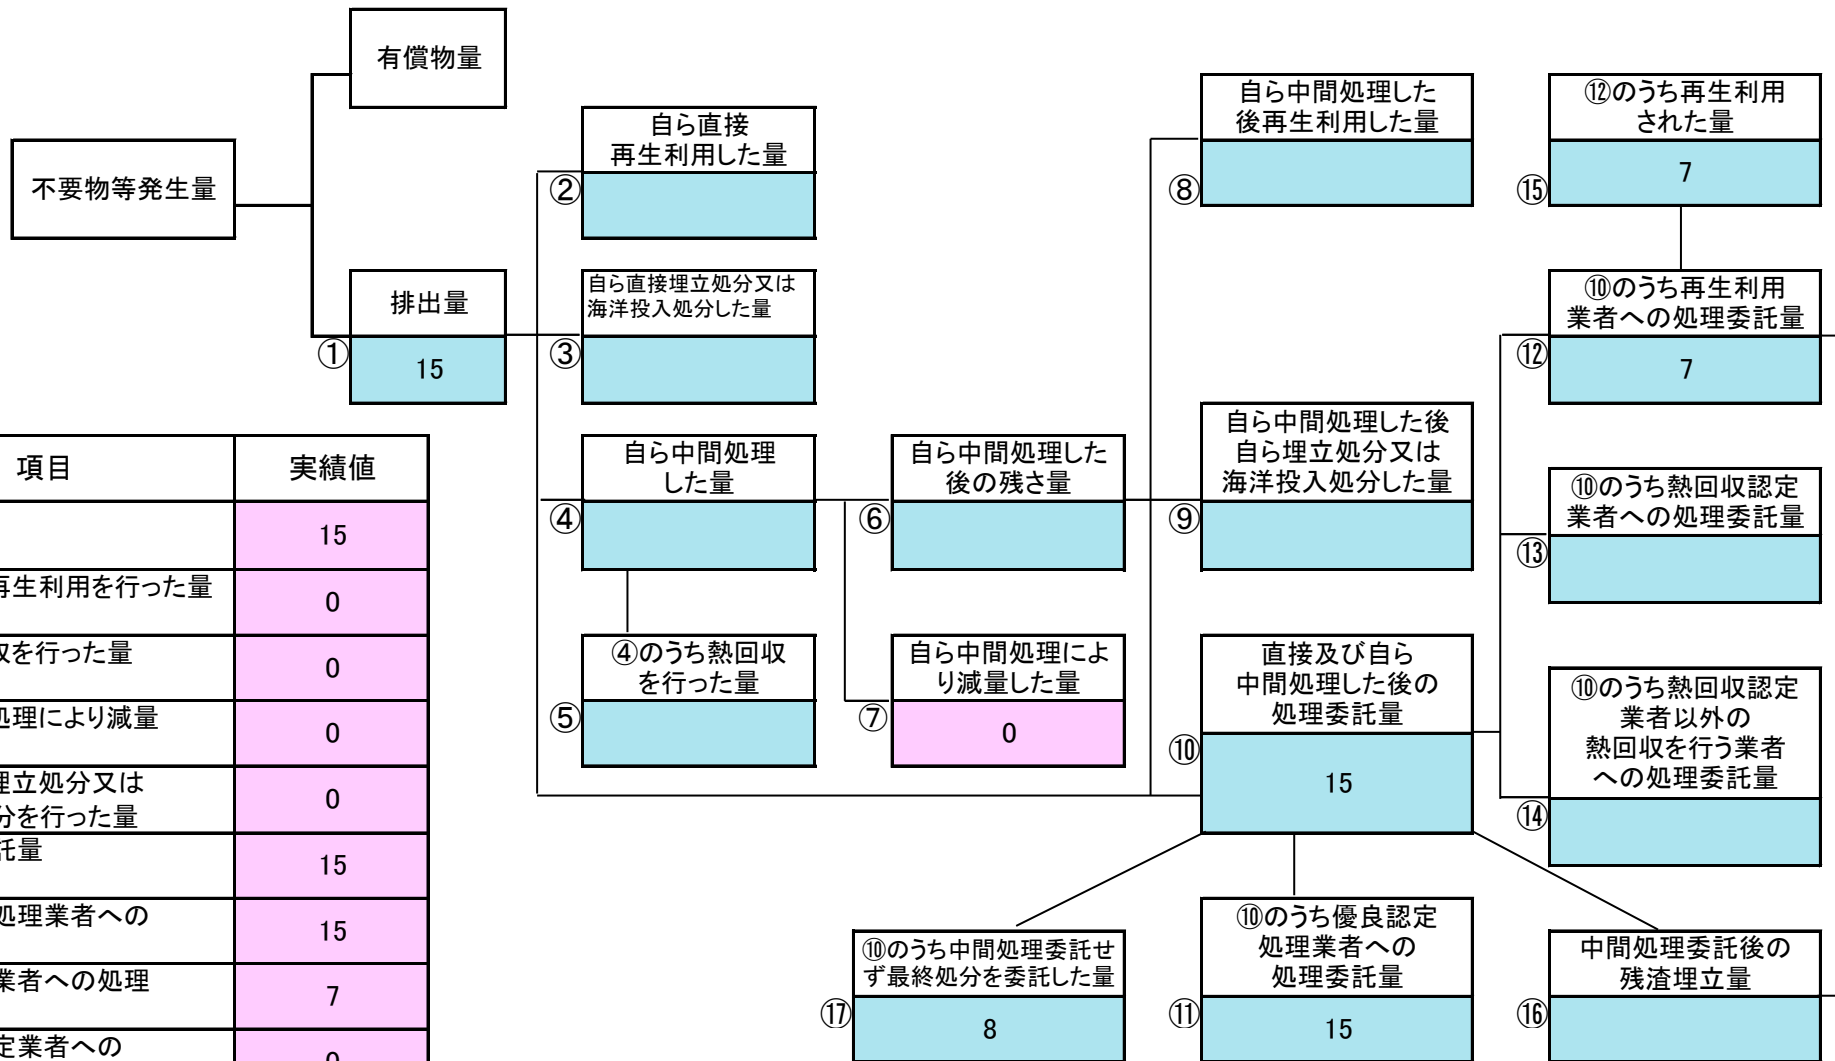 有償物量
不要物等発生量
排出量
①
15
自ら直接
再生利用した量
②
自ら直接埋立処分又は
海洋投入処分した量
③
自ら中間処理
した量
④
④のうち熱回収
を行った量
⑤
自ら中間処理した
後の残さ量
⑥
自ら中間処理によ
り減量した量
⑦
0
自ら中間処理した
後再生利用した量
⑧
自ら中間処理した後
自ら埋立処分又は
海洋投入処分した量
⑨
直接及び自ら
中間処理した後の
処理委託量
⑩
15
⑩のうち優良認定
処理業者への
処理委託量
⑪
15
⑩のうち中間処理委託せ
ず最終処分を委託した量
⑰
8
中間処理委託後の
残渣埋立量
⑯
⑫のうち再生利用
された量
⑮
7
⑩のうち再生利用
業者への処理委託量
⑫
7
⑩のうち熱回収認定
業者への処理委託量
⑬
⑩のうち熱回収認定
業者以外の
熱回収を行う業者
への処理委託量
⑭
項目 実績値
15
再生利用を行った量
0
収を行った量
0
処理により減量
0
埋立処分又は
分を行った量
0
託量
15
処理業者への
15
業者への処理
7
定業者への
0